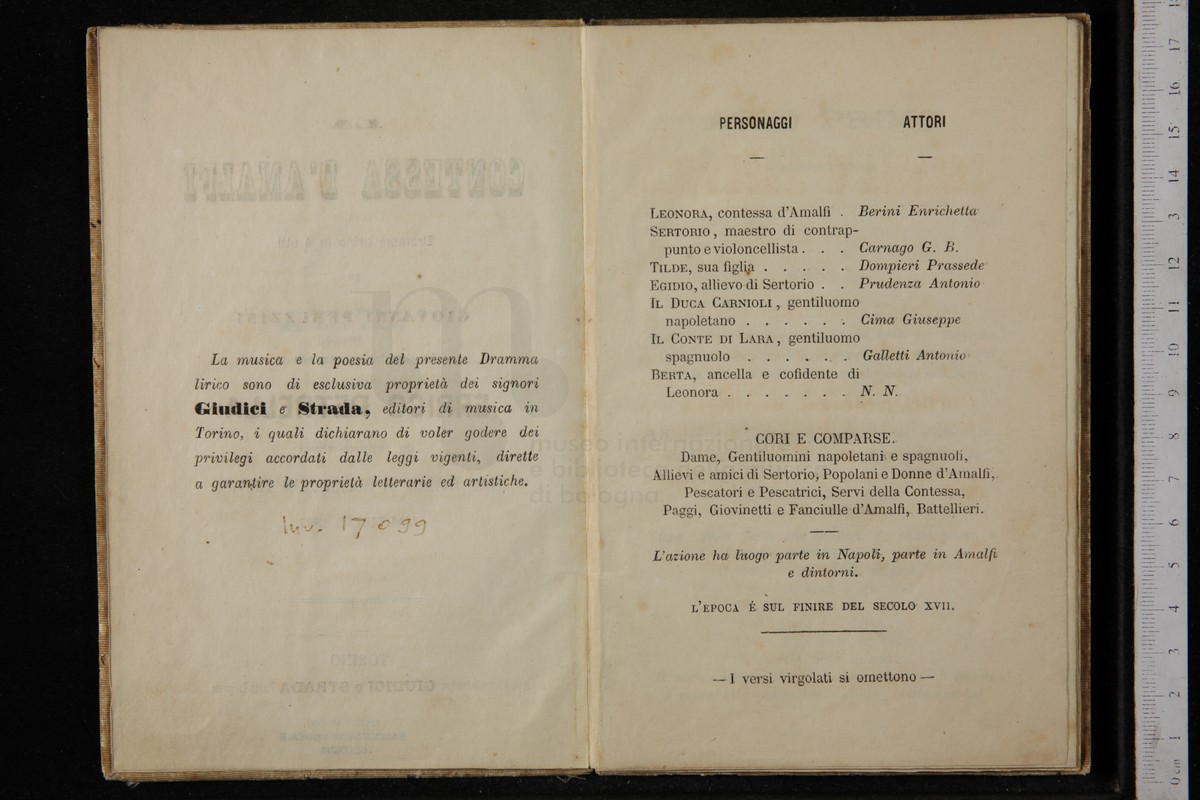 La musica e la poesia del presente Dramma
lirico sono di esclusiva proprietà dei signori
Giudici e Strada, editori di musica in
Torino, i quali dichiarano di voler godere dei
privilegi accordati dalle leggi vigenti, dirette
a garantire le proprietà letterarie ed artistiche.
Inv. 17099
PERSONAGGI ATTORI
— —
LEONORA, contessa d'Amalfi . Berini Enrichetta
SERTORIO, maestro di contrap-
punto e violoncellista . . . Carnago G. B.
TILDE, sua figlia . . . . . Dompieri Prassede
EGIDIO, allievo di Sertorio . . Prudenza Antonio
IL DUCA CARNIOLI, gentiluomo
napoletano . . . . . . Cima Giuseppe
IL CONTE DI LARA, gentiluomo
spagnuolo . . . . . . Galletti Antonio
BERTA, ancella e cofidente di
Leonora . . . . . . . N. N.
CORI E COMPARSE.
Dame, Gentiluomini napoletani e spagnuoli,
Allievi e amici di Sertorio, Popolani e Donne d'Amalfi,
Pescatori e Pescatrici, Servi della Contessa,
Paggi, Giovinetti e Fanciulle d'Amalfi, Battellieri.
L'azione ha luogo parte in Napoli, parte in Amalfi
e dintorni.
L'EPOCA É SUL FINIRE DEL SECOLO XVII.
— I versi virgolati si omettono —